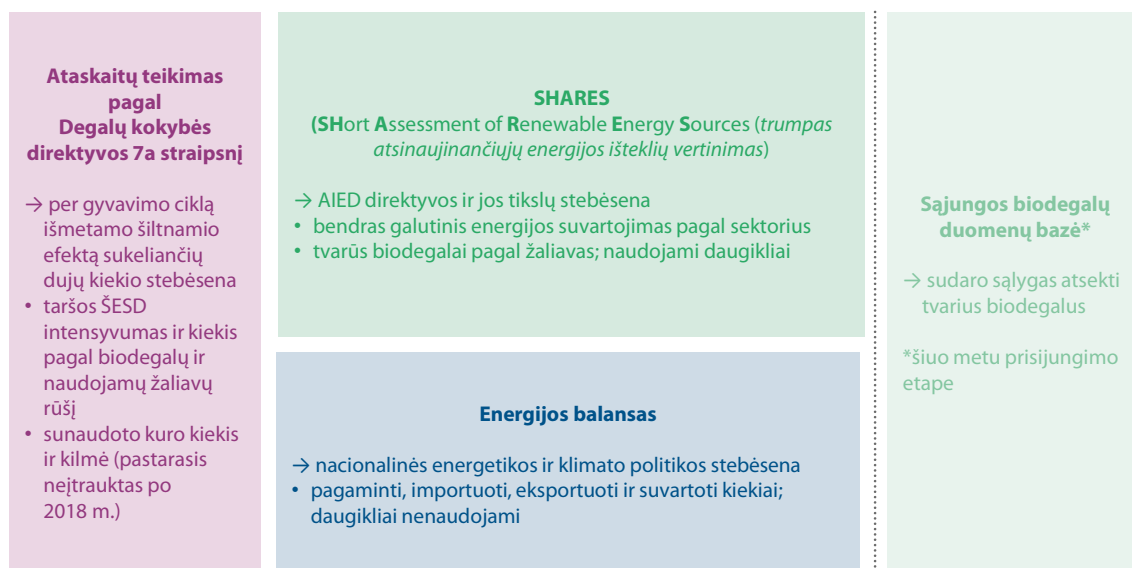 Ataskaitų teikimas
pagal
Degalų kokybės
direktyvos 7a straipsnį
→ per gyvavimo ciklą
išmetamo šiltnamio
efektą sukeliančių
dujų kiekio stebėsena
• taršos ŠESD
intensyvumas ir kiekis
pagal biodegalų ir
naudojamų žaliavų
rūšį
• sunaudoto kuro kiekis
ir kilmė (pastarasis
neįtrauktas po
2018 m.)
SHARES
(SHort Assessment of Renewable Energy Sources (trumpas
atsinaujinančiųjų energijos išteklių vertinimas)
→ AIED direktyvos ir jos tikslų stebėsena
• bendras galutinis energijos suvartojimas pagal sektorius
• tvarūs biodegalai pagal žaliavas; naudojami daugikliai
Energijos balansas
→ nacionalinės energetikos ir klimato politikos stebėsena
• pagaminti, importuoti, eksportuoti ir suvartoti kiekiai;
daugikliai nenaudojami
Sąjungos biodegalų
duomenų bazė*
→ sudaro sąlygas atsekti
tvarius biodegalus
*šiuo metu prisijungimo
etape